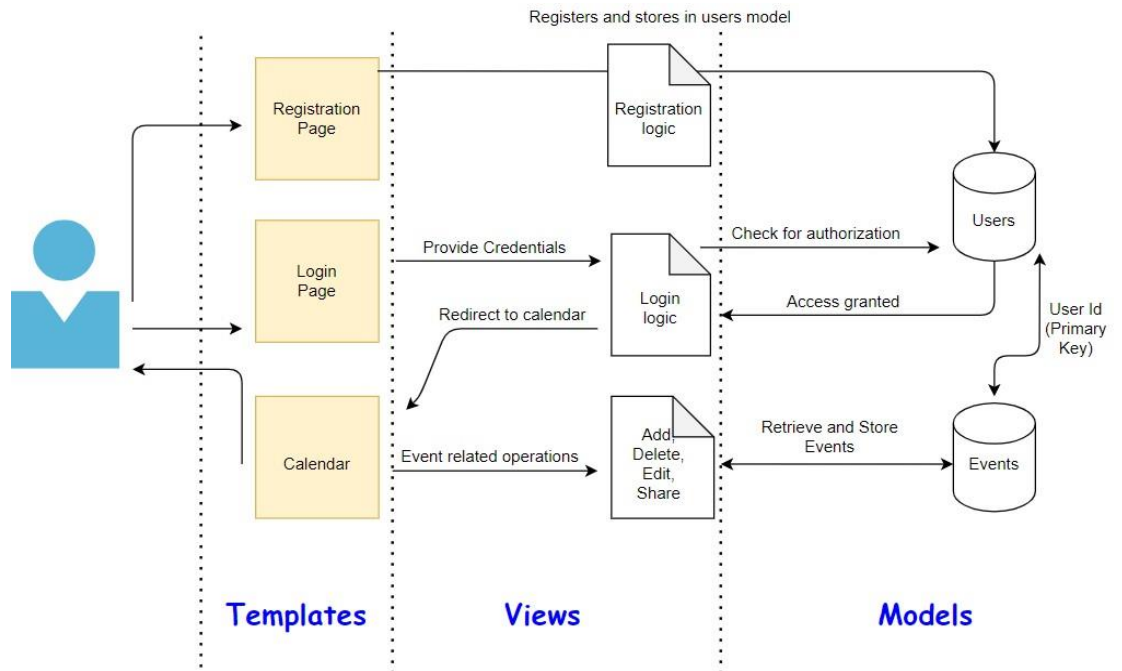 Registers and stores in users model
Registration
Page
Registration
logic
Users
Login
Page
Provide Credentials
Login
logic
Check for authorization
Access granted
Redirect to calendar
User Id
(Primary
Key)
Calendar
Event related operations
Add,
Delete,
Edit,
Share
Retrieve and Store
Events
Events
Templates
Views
Models